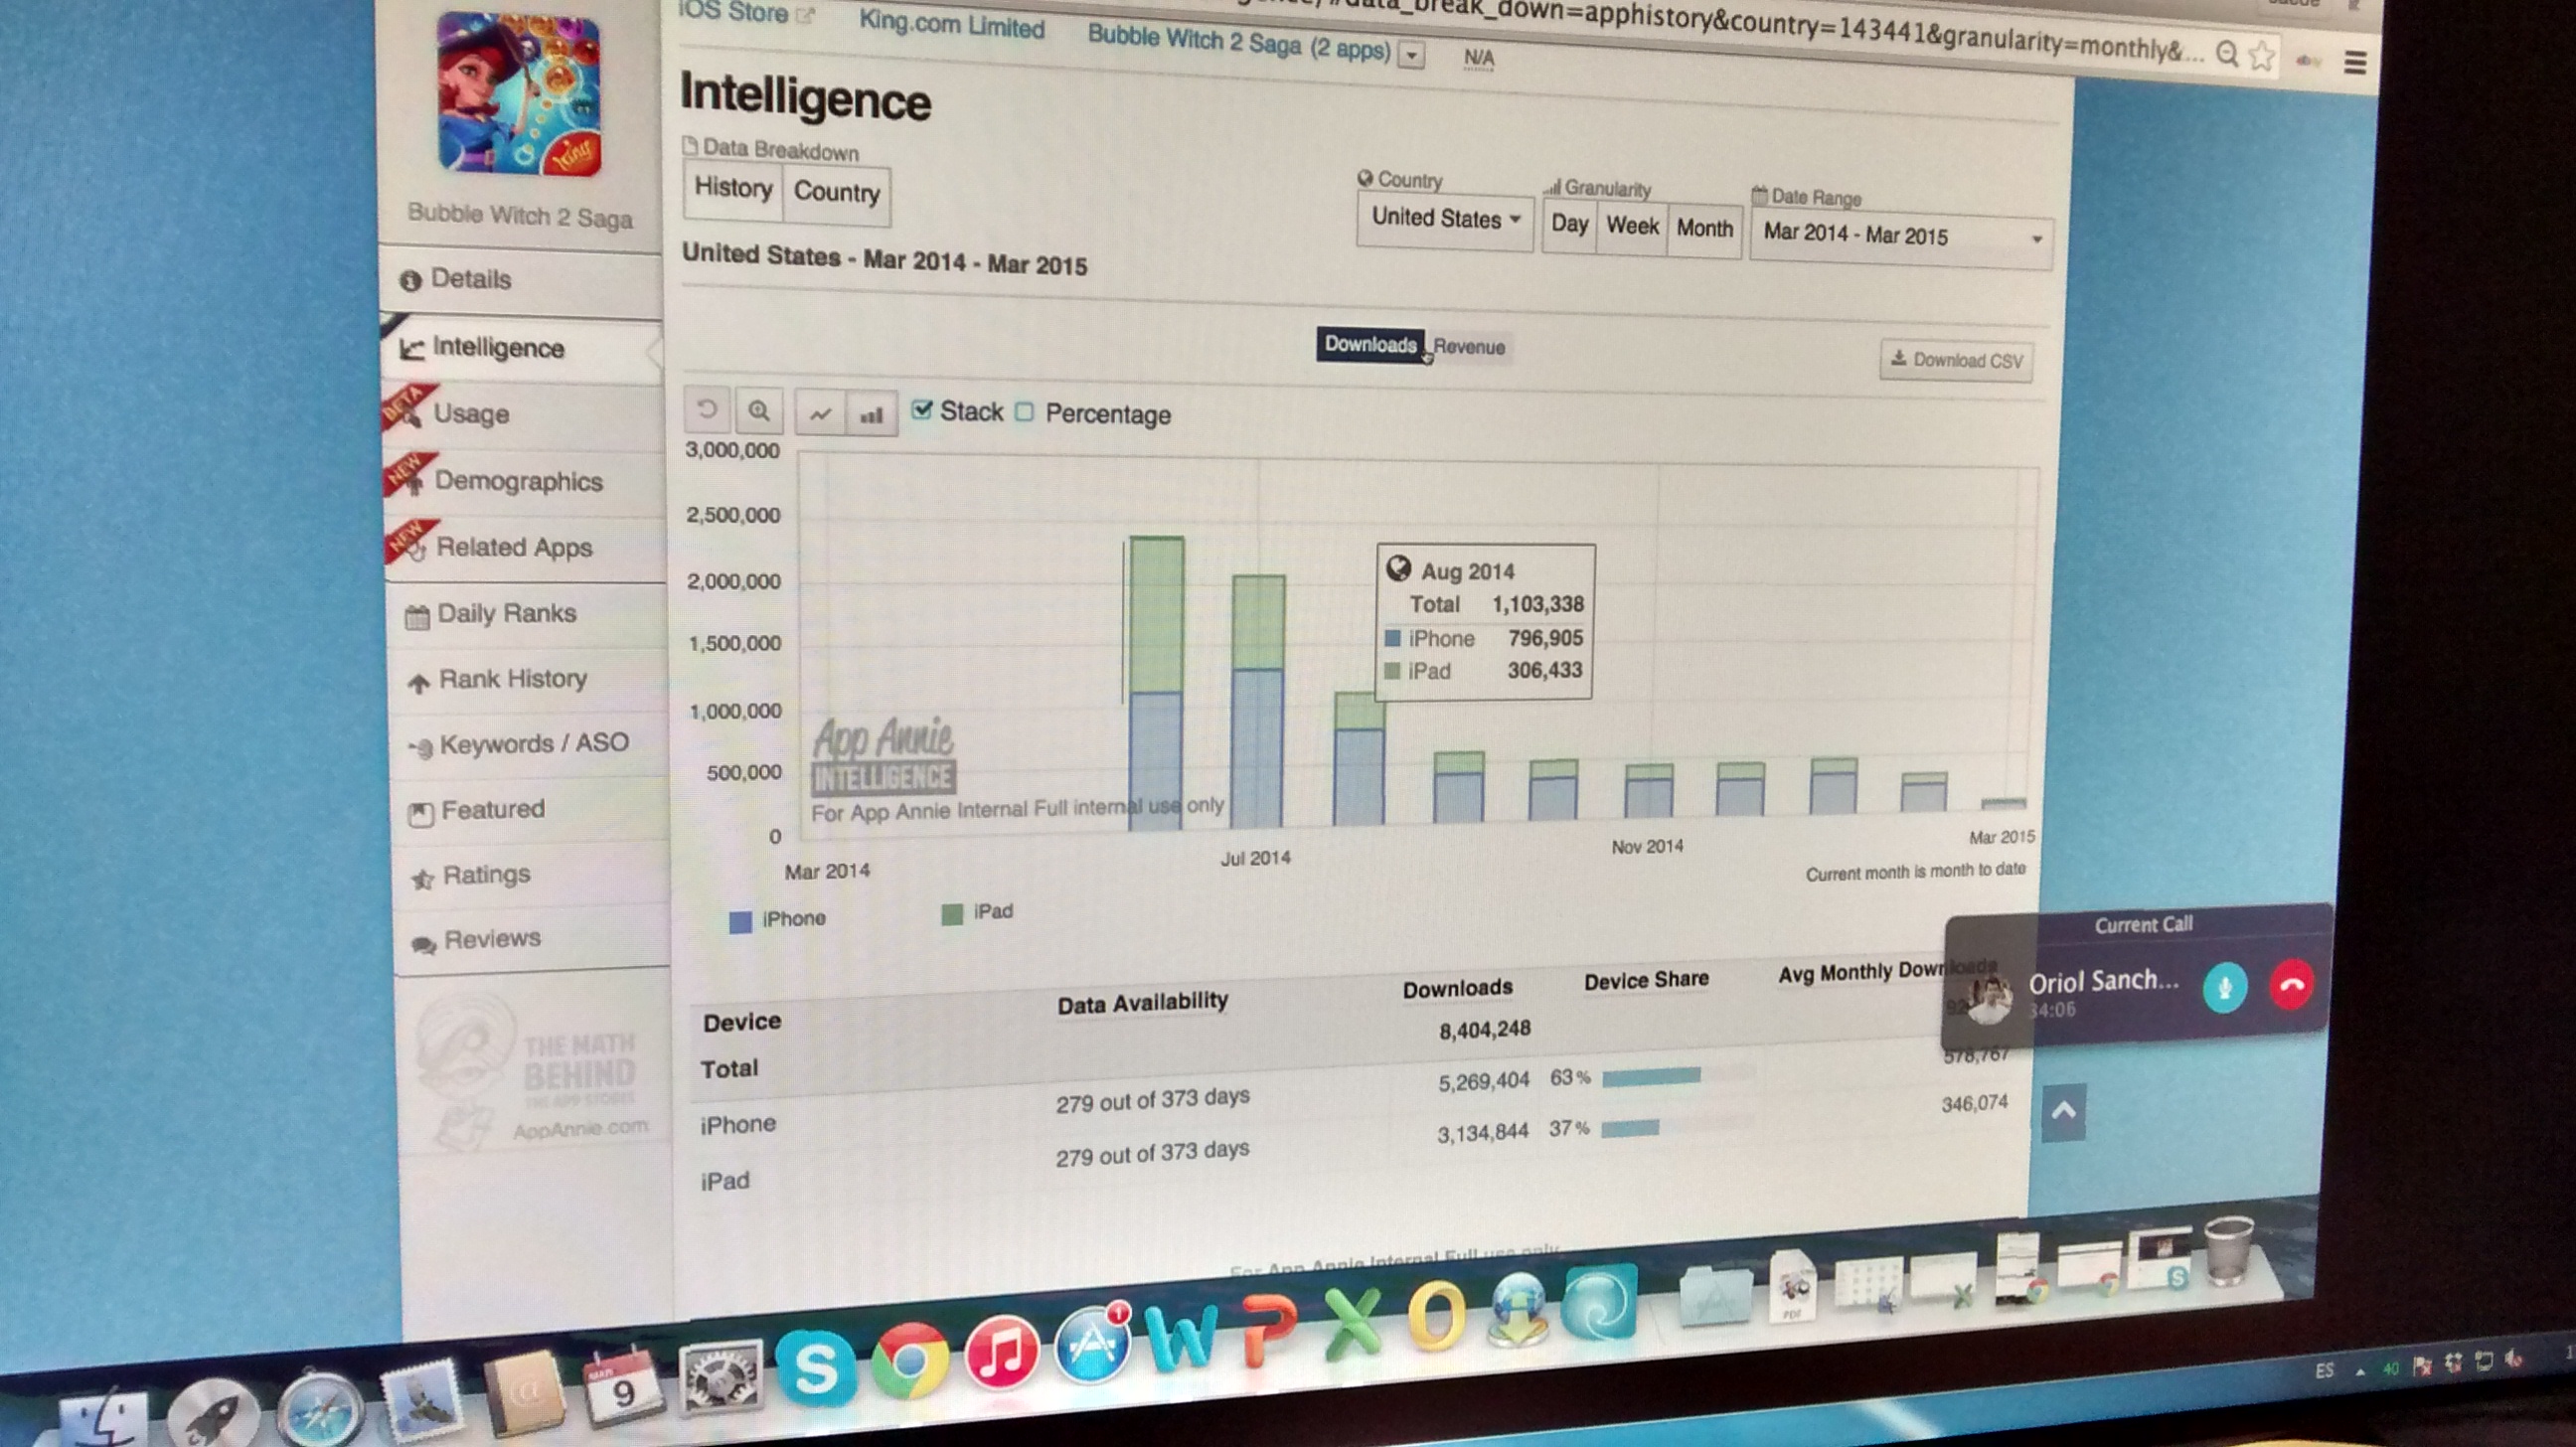 data_break_down=apphistory&country=143441&granularity=monthly&...
iOS Store
King.com Limited
Bubble Witch 2 Saga (2 apps)
N/A
Intelligence
Data Breakdown
History
Country
Country
United States
Granularity
Day
Week
Month
Date Range
Mar 2014 - Mar 2015
United States - Mar 2014 - Mar 2015
King
Bubble Witch 2 Saga
Details
Intelligence
BETA
Usage
NEW
Demographics
NEW
Related Apps
Daily Ranks
Rank History
Keywords / ASO
Featured
Ratings
Reviews
THE MATH
BEHIND
THE APP STORES
AppAnnie.com
Downloads
Revenue
Download CSV
Stack
Percentage
3,000,000
2,500,000
2,000,000
1,500,000
1,000,000
500,000
0
Aug 2014
Total 1,103,338
iPhone 796,905
iPad 306,433
App Annie
INTELLIGENCE
For App Annie Internal Full internal use only
Mar 2014
Jul 2014
Nov 2014
Mar 2015
Current month is month to date
iPhone
iPad
Device
Data Availability
Downloads
Device Share
Avg Monthly Downloads
Total
8,404,248
iPhone
279 out of 373 days
5,269,404
63%
578,767
iPad
279 out of 373 days
3,134,844
37%
346,074
Current Call
Oriol Sanch...
34:06
For App Annie Internal Full use only
9
1
PDF
ES
40